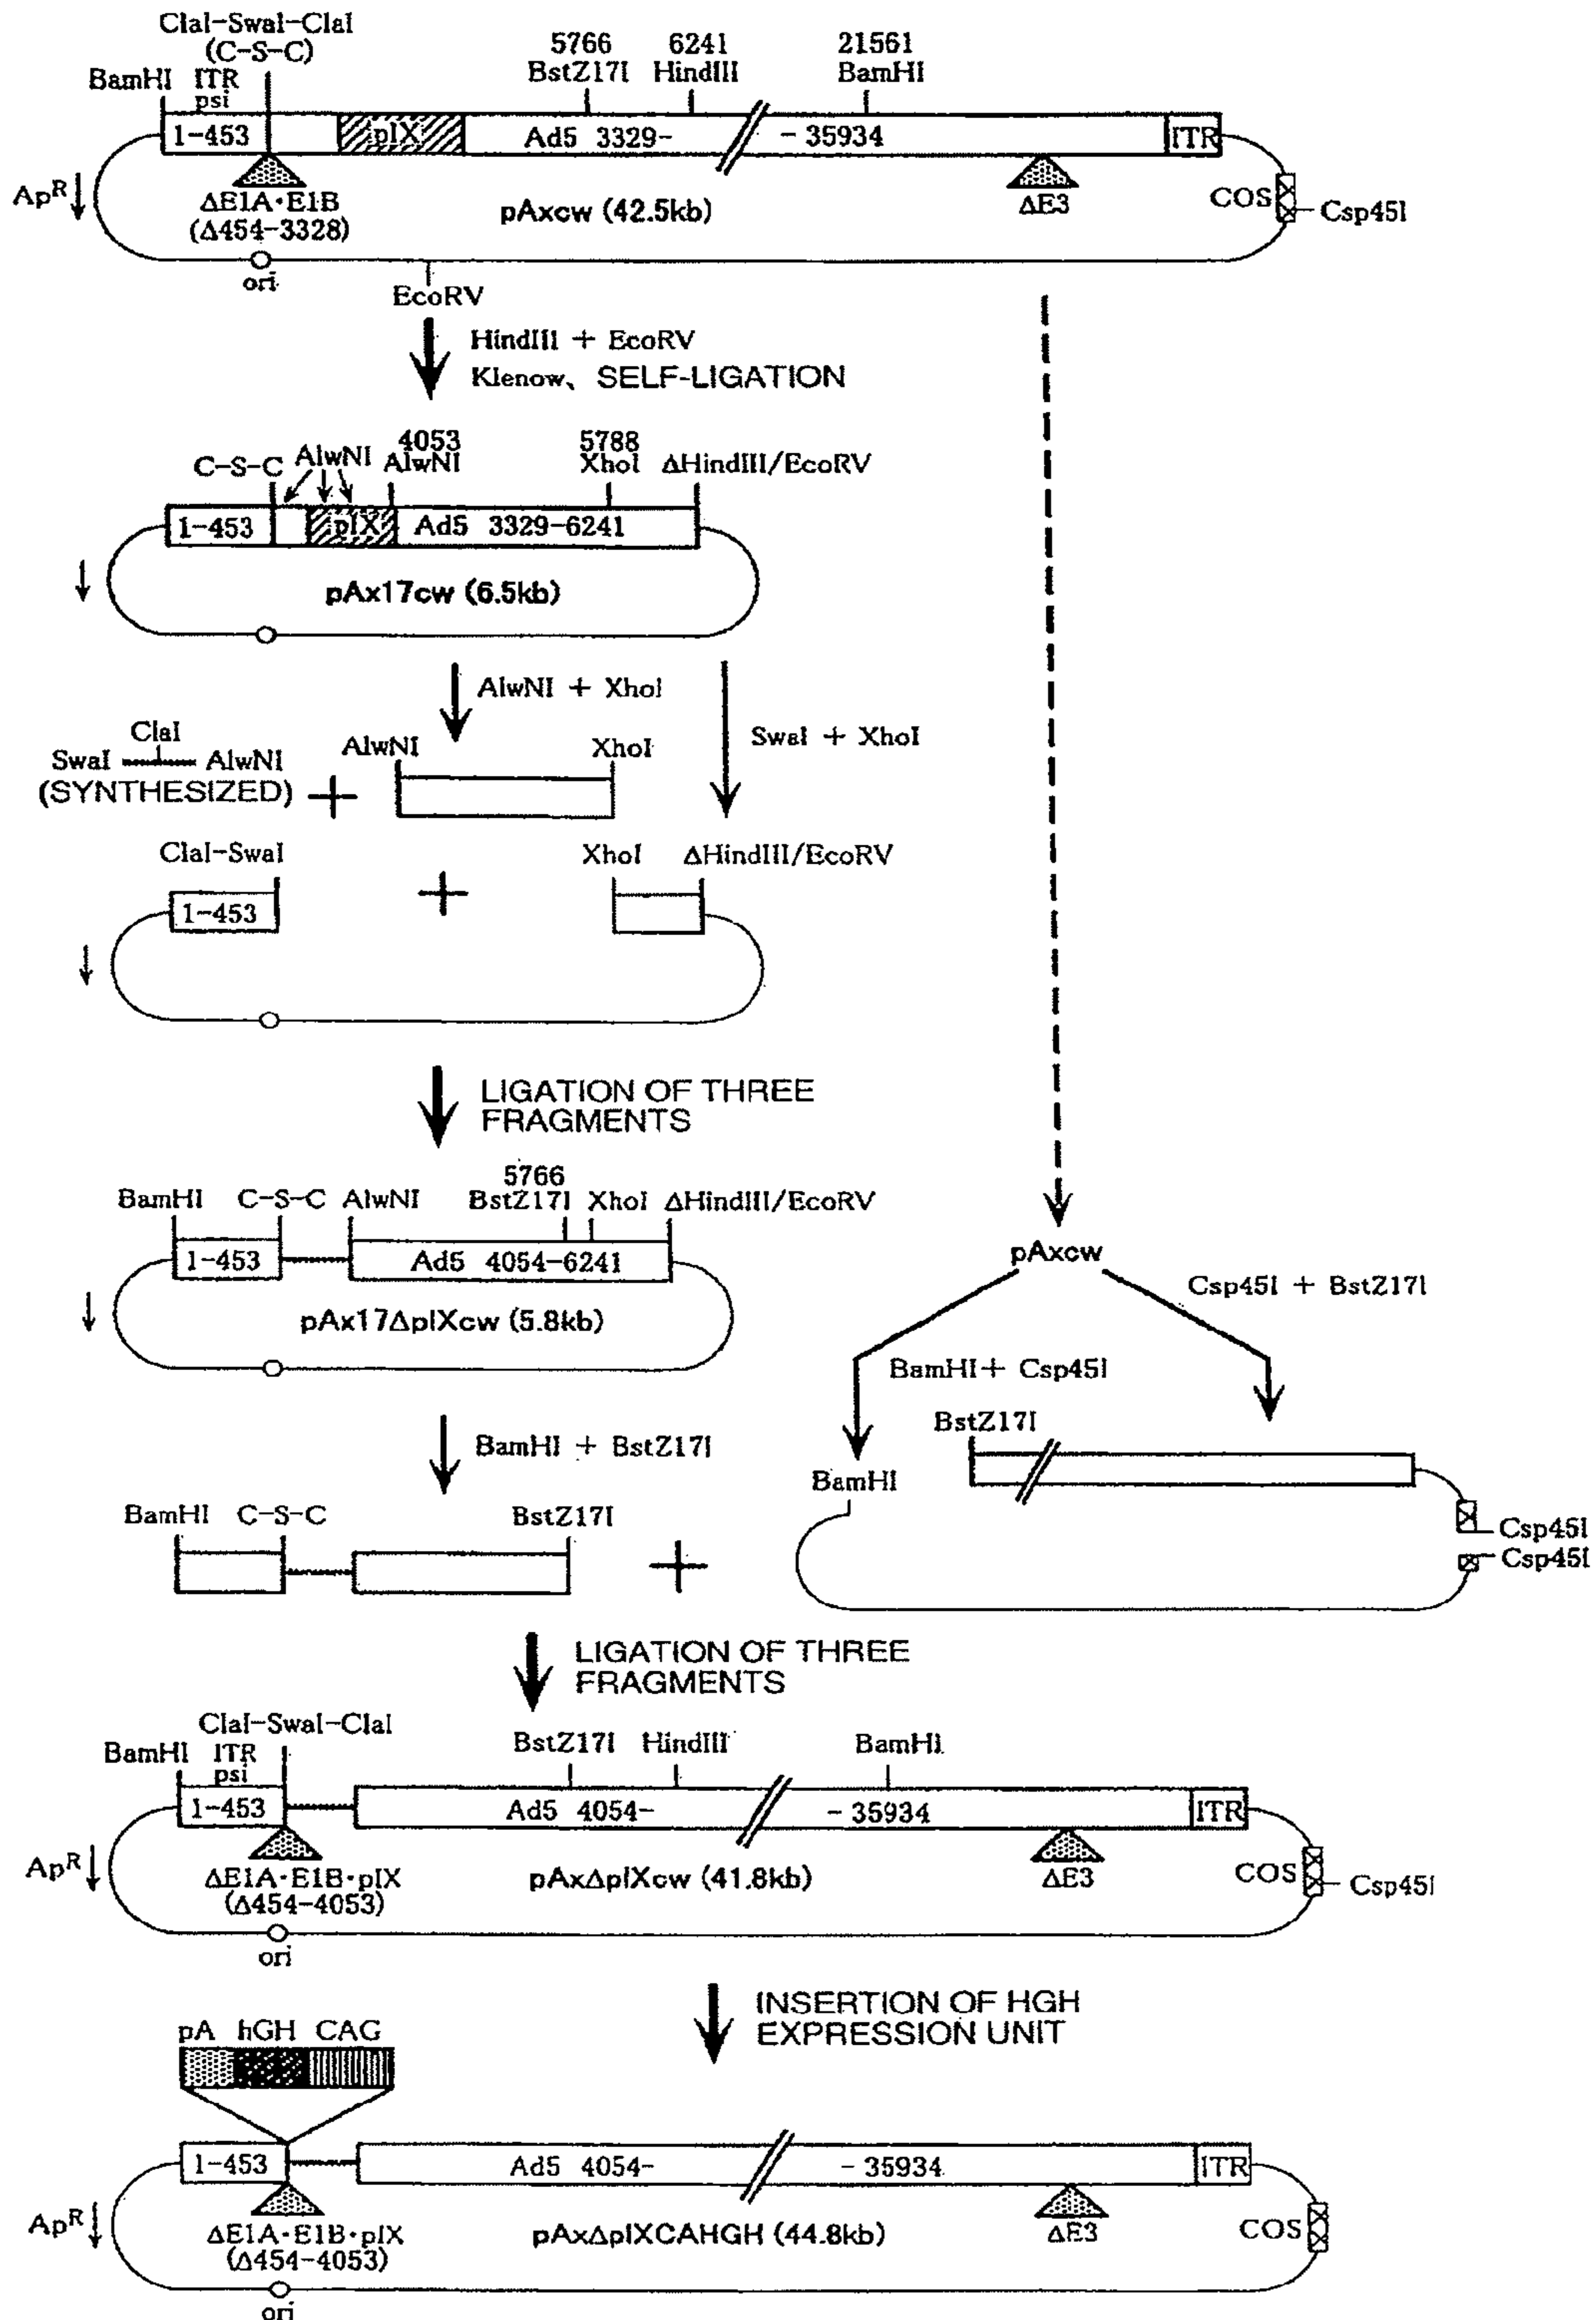 ClaI-SwaI-ClaI
(C-S-C)
5766 6241 21561
BamHI ITR BstZ17I HindIII BamHI
psi
1-453 pIX Ad5 3329- -35934 ITR
ApR ΔE1A·E1B pAxcw (42.5kb) ΔE3 COS Csp45I
(Δ454-3328)
ori
EcoRV
HindIII + EcoRV
Klenow、SELF-LIGATION
4053 5788
C-S-C AlwNI AlwNI XhoI ΔHindIII/EcoRV
1-453 pIX Ad5 3329-6241
pAx17cw (6.5kb)
AlwNI + XhoI
SwaI + XhoI
ClaI
SwaI AlwNI
(SYNTHESIZED) +
AlwNI XhoI
ClaI-SwaI XhoI ΔHindIII/EcoRV
1-453 +
LIGATION OF THREE
FRAGMENTS
5766
BamHI C-S-C AlwNI BstZ17I XhoI ΔHindIII/EcoRV
1-453 Ad5 4054-6241
pAx17ΔpIXcw (5.8kb)
pAxcw
Csp45I + BstZ17I
BamHI+ Csp45I
BamHI + BstZ17I
BstZ17I
BamHI
Csp45I
Csp45I
BamHI C-S-C BstZ17I
+
LIGATION OF THREE
FRAGMENTS
ClaI-SwaI-ClaI
BamHI ITR BstZ17I HindIII BamHI
psi
1-453 Ad5 4054- -35934 ITR
ApR ΔE1A·E1B·pIX pAxΔpIXcw (41.8kb) ΔE3 COS Csp45I
(Δ454-4053)
ori
INSERTION OF HGH
EXPRESSION UNIT
pA hGH CAG
1-453 Ad5 4054- -35934 ITR
ApR ΔE1A·E1B·pIX pAxΔpIXCAHGH (44.8kb) ΔE3 COS
(Δ454-4053)
ori